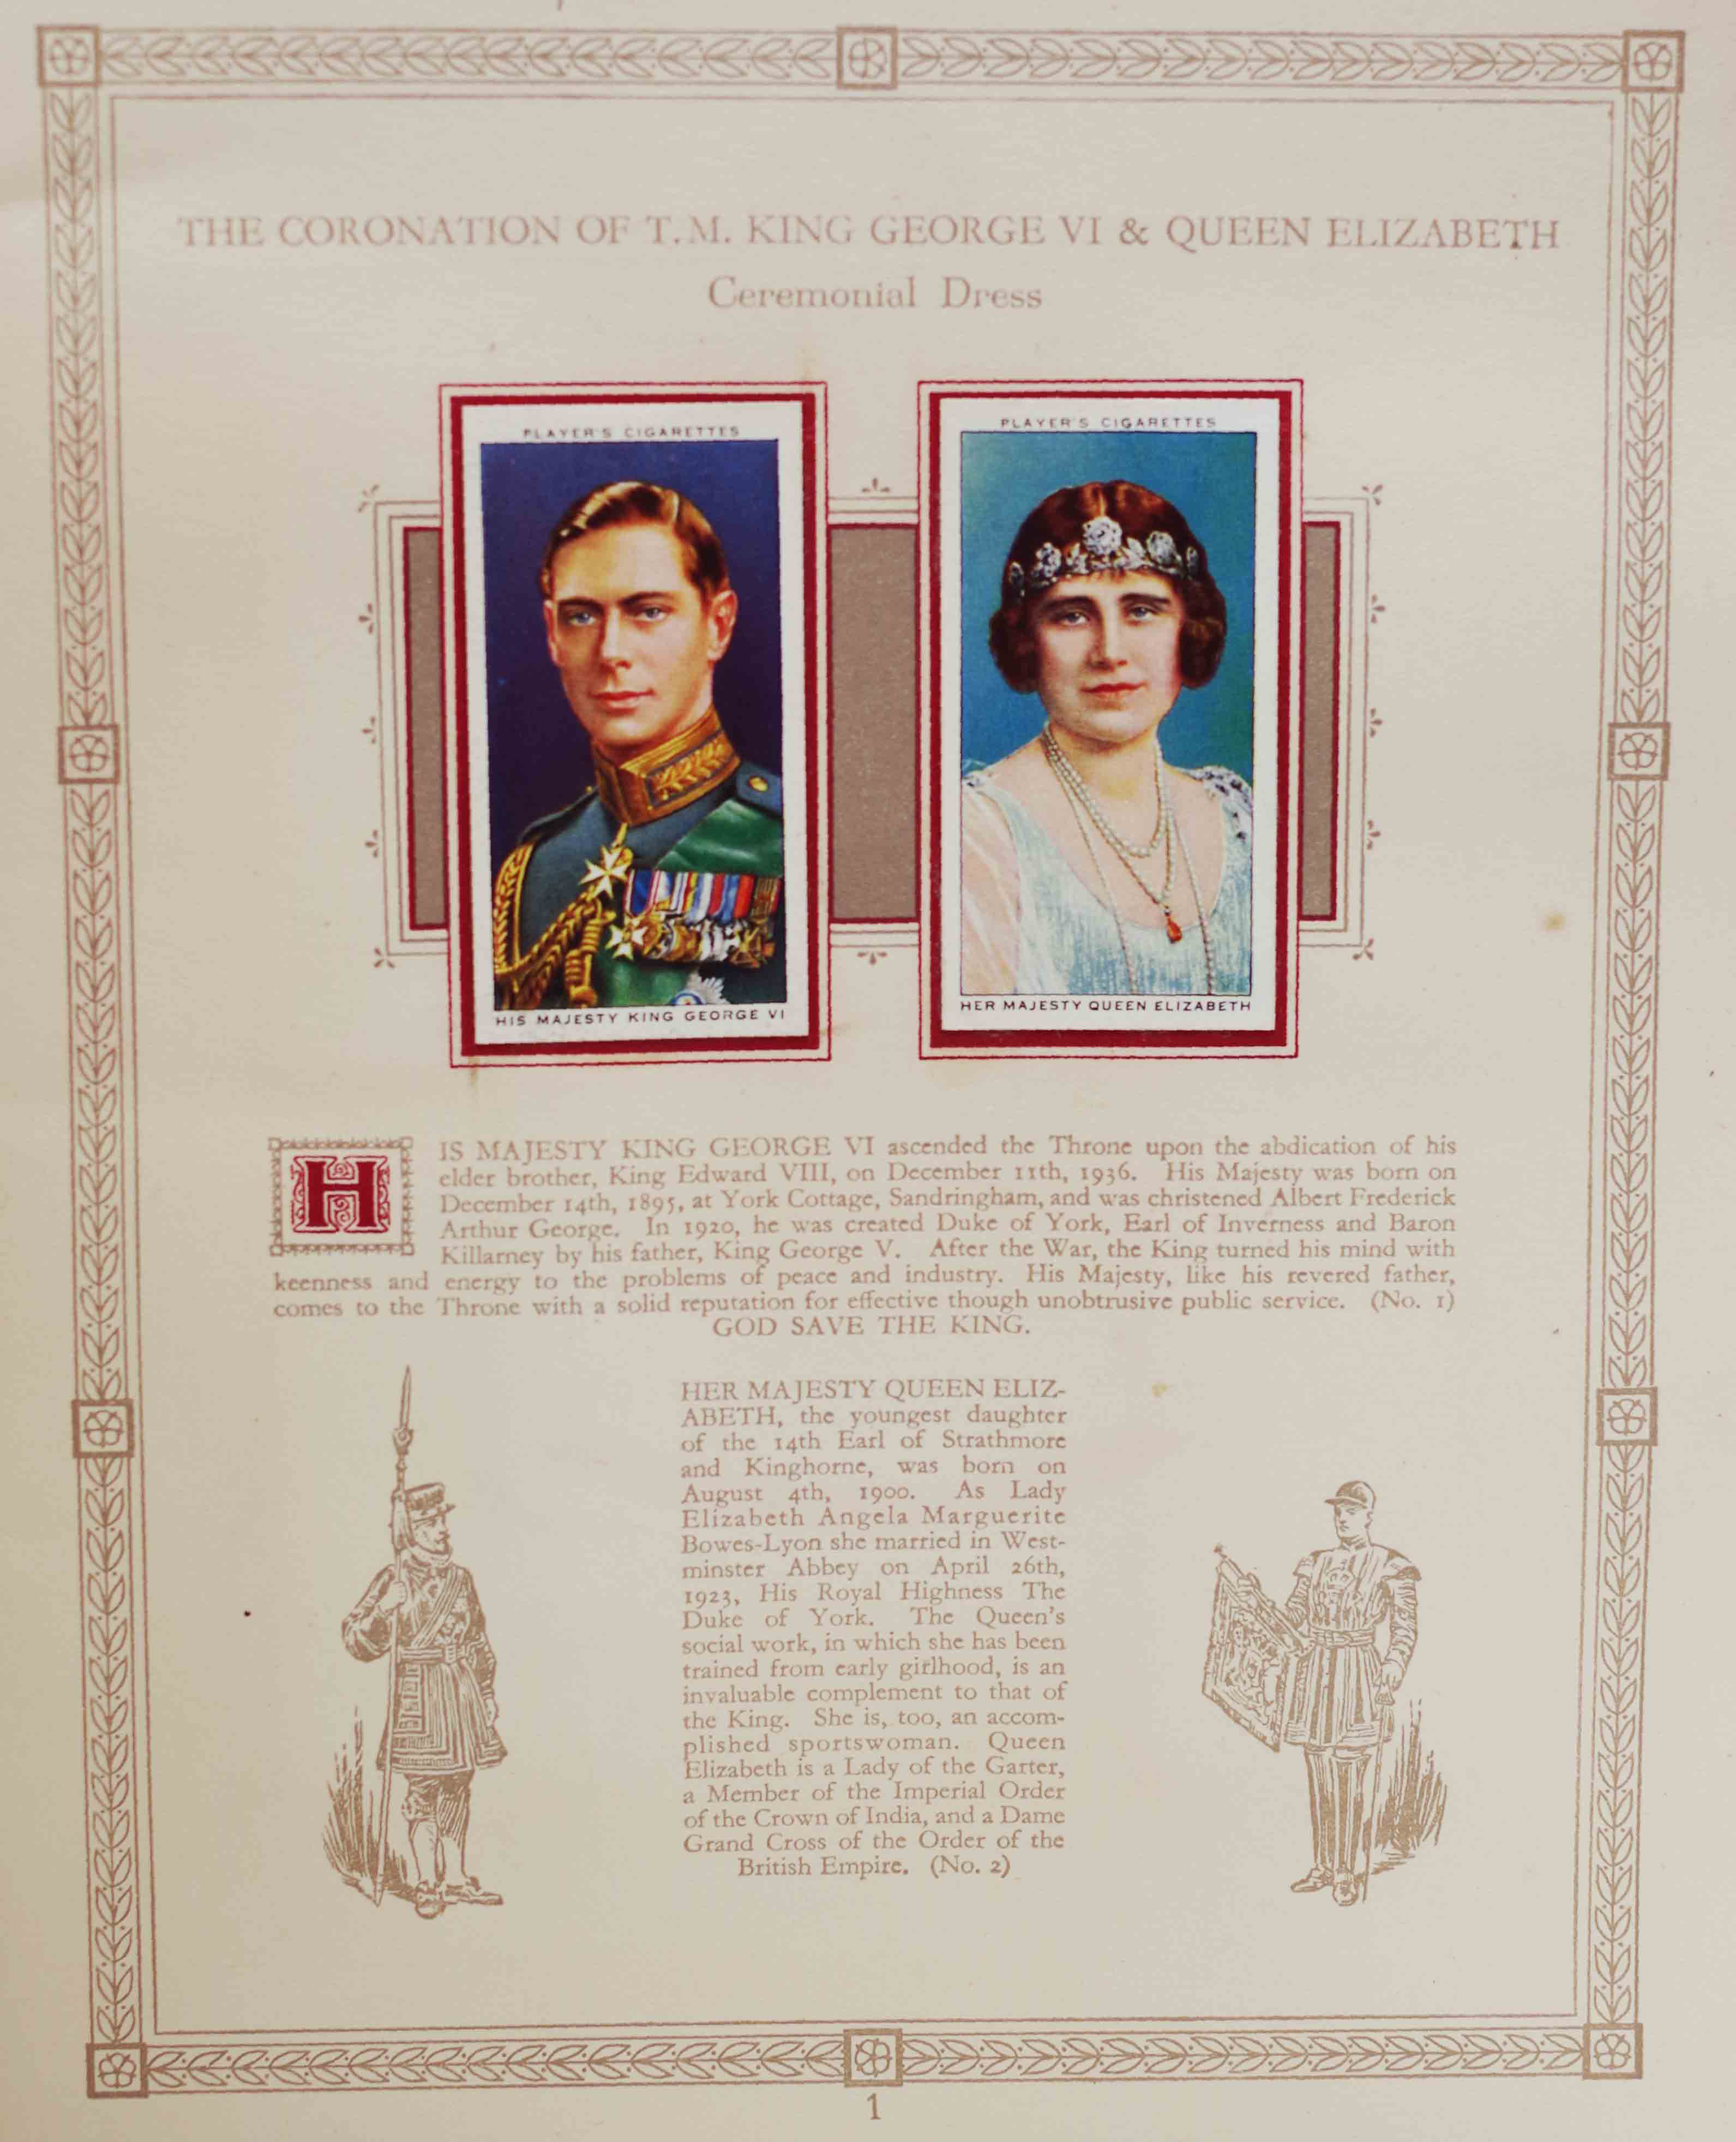 THE CORONATION OF T.M. KING GEORGE VI & QUEEN ELIZABETH
Ceremonial Dress
PLAYER'S CIGARETTES
HIS MAJESTY KING GEORGE VI
PLAYER'S CIGARETTES
HER MAJESTY QUEEN ELIZABETH
HIS MAJESTY KING GEORGE VI ascended the Throne upon the abdication of his
elder brother, King Edward VIII, on December 11th, 1936. His Majesty was born on
December 14th, 1895, at York Cottage, Sandringham, and was christened Albert Frederick
Arthur George. In 1920, he was created Duke of York, Earl of Inverness and Baron
Killarney by his father, King George V. After the War, the King turned his mind with
keenness and energy to the problems of peace and industry. His Majesty, like his revered father,
comes to the Throne with a solid reputation for effective though unobtrusive public service. (No. 1)
GOD SAVE THE KING.
HER MAJESTY QUEEN ELIZ-
ABETH, the youngest daughter
of the 14th Earl of Strathmore
and Kinghorne, was born on
August 4th, 1900. As Lady
Elizabeth Angela Marguerite
Bowes-Lyon she married in West-
minster Abbey on April 26th,
1923, His Royal Highness The
Duke of York. The Queen's
social work, in which she has been
trained from early girlhood, is an
invaluable complement to that of
the King. She is, too, an accom-
plished sportswoman. Queen
Elizabeth is a Lady of the Garter,
a Member of the Imperial Order
of the Crown of India, and a Dame
Grand Cross of the Order of the
British Empire. (No. 2)
1